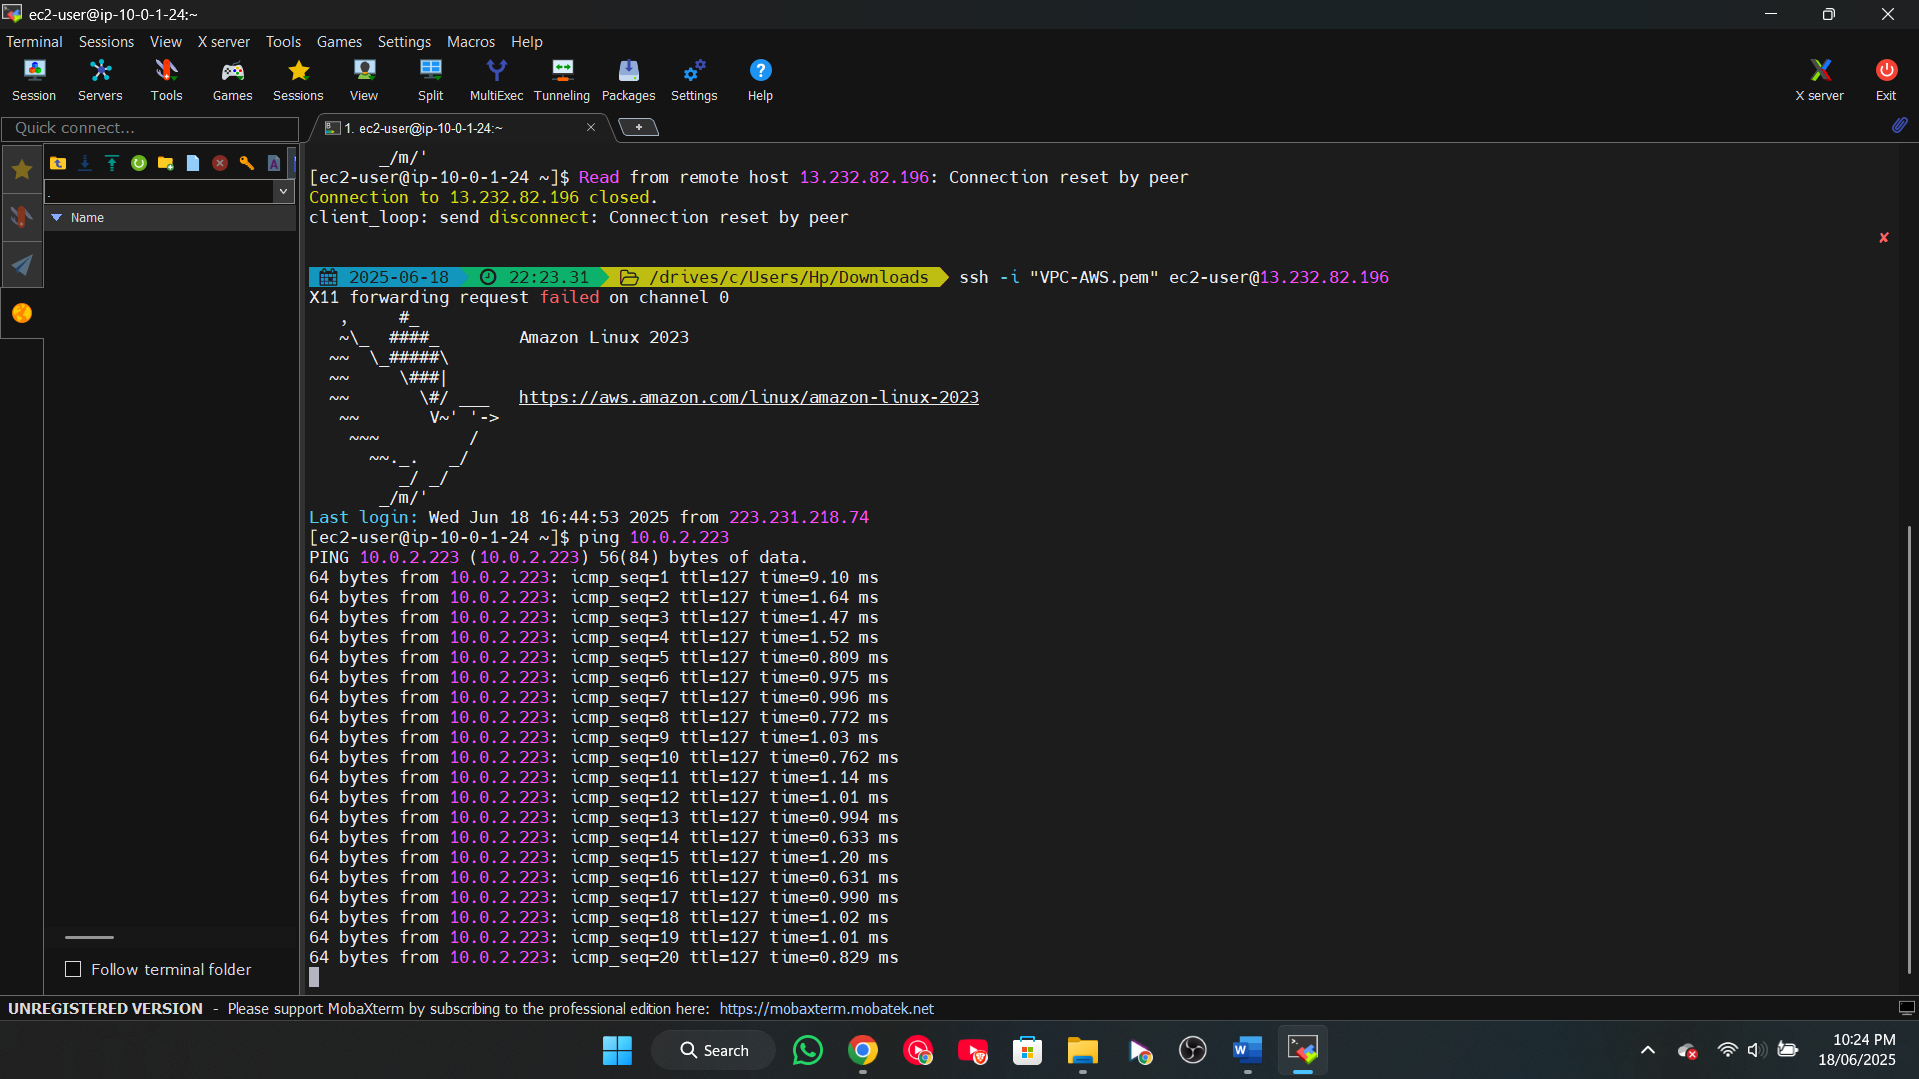 ec2-user@ip-10-0-1-24:~
Terminal Sessions View X server Tools Games Settings Macros Help
Session Servers Tools Games Sessions View Split MultiExec Tunneling Packages Settings Help X server Exit
Quick connect...
1. ec2-user@ip-10-0-1-24:~
.
Name
        _/m/'
[ec2-user@ip-10-0-1-24 ~]$ Read from remote host 13.232.82.196: Connection reset by peer
Connection to 13.232.82.196 closed.
client_loop: send disconnect: Connection reset by peer
2025-06-18 22:23.31 /drives/c/Users/Hp/Downloads ssh -i "VPC-AWS.pem" ec2-user@13.232.82.196
X11 forwarding request failed on channel 0
   ,     #_
   ~\_  ####_        Amazon Linux 2023
  ~~  \_#####\
  ~~     \###|
  ~~       \#/ ___   https://aws.amazon.com/linux/amazon-linux-2023
   ~~       V~' '->
    ~~~         /
      ~~._.   _/
         _/ _/
       _/m/'
Last login: Wed Jun 18 16:44:53 2025 from 223.231.218.74
[ec2-user@ip-10-0-1-24 ~]$ ping 10.0.2.223
PING 10.0.2.223 (10.0.2.223) 56(84) bytes of data.
64 bytes from 10.0.2.223: icmp_seq=1 ttl=127 time=9.10 ms
64 bytes from 10.0.2.223: icmp_seq=2 ttl=127 time=1.64 ms
64 bytes from 10.0.2.223: icmp_seq=3 ttl=127 time=1.47 ms
64 bytes from 10.0.2.223: icmp_seq=4 ttl=127 time=1.52 ms
64 bytes from 10.0.2.223: icmp_seq=5 ttl=127 time=0.809 ms
64 bytes from 10.0.2.223: icmp_seq=6 ttl=127 time=0.975 ms
64 bytes from 10.0.2.223: icmp_seq=7 ttl=127 time=0.996 ms
64 bytes from 10.0.2.223: icmp_seq=8 ttl=127 time=0.772 ms
64 bytes from 10.0.2.223: icmp_seq=9 ttl=127 time=1.03 ms
64 bytes from 10.0.2.223: icmp_seq=10 ttl=127 time=0.762 ms
64 bytes from 10.0.2.223: icmp_seq=11 ttl=127 time=1.14 ms
64 bytes from 10.0.2.223: icmp_seq=12 ttl=127 time=1.01 ms
64 bytes from 10.0.2.223: icmp_seq=13 ttl=127 time=0.994 ms
64 bytes from 10.0.2.223: icmp_seq=14 ttl=127 time=0.633 ms
64 bytes from 10.0.2.223: icmp_seq=15 ttl=127 time=1.20 ms
64 bytes from 10.0.2.223: icmp_seq=16 ttl=127 time=0.631 ms
64 bytes from 10.0.2.223: icmp_seq=17 ttl=127 time=0.990 ms
64 bytes from 10.0.2.223: icmp_seq=18 ttl=127 time=1.02 ms
64 bytes from 10.0.2.223: icmp_seq=19 ttl=127 time=1.01 ms
64 bytes from 10.0.2.223: icmp_seq=20 ttl=127 time=0.829 ms
Follow terminal folder
UNREGISTERED VERSION - Please support MobaXterm by subscribing to the professional edition here: https://mobaxterm.mobatek.net
Search
10:24 PM
18/06/2025